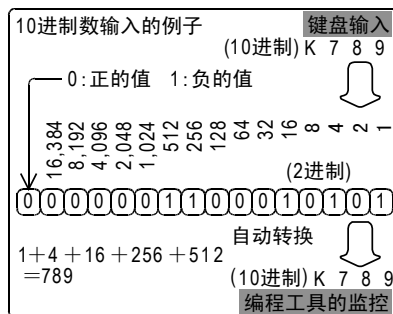 10进制数输入的例子
键盘输入
(10进制) K 7 8 9
0:正的值 1:负的值
16,384 8,192 4,096 2,048 1,024 512 256 128 64 32 16 8 4 2 1
(2进制)
0 0 0 0 0 0 1 1 0 0 0 1 0 1 0 1
自动转换
1+4+16+256+512
=789
(10进制) K 7 8 9
编程工具的监控